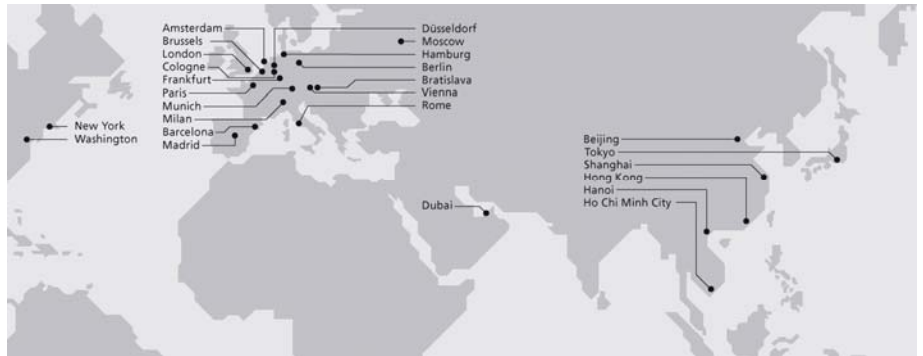 Amsterdam
Brussels
London
Cologne
Frankfurt
Paris
Munich
Milan
Barcelona
Madrid
Düsseldorf
Moscow
Hamburg
Berlin
Bratislava
Vienna
Rome
New York
Washington
Dubai
Beijing
Tokyo
Shanghai
Hong Kong
Hanoi
Ho Chi Minh City